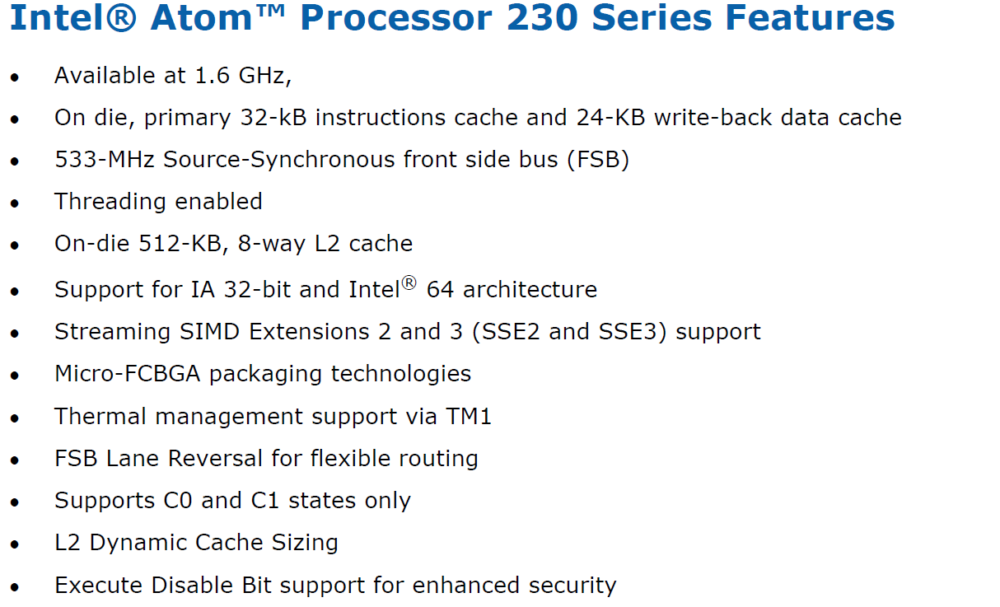 Intel® Atom™ Processor 230 Series Features
• Available at 1.6 GHz,
• On die, primary 32-kB instructions cache and 24-KB write-back data cache
• 533-MHz Source-Synchronous front side bus (FSB)
• Threading enabled
• On-die 512-KB, 8-way L2 cache
• Support for IA 32-bit and Intel® 64 architecture
• Streaming SIMD Extensions 2 and 3 (SSE2 and SSE3) support
• Micro-FCBGA packaging technologies
• Thermal management support via TM1
• FSB Lane Reversal for flexible routing
• Supports C0 and C1 states only
• L2 Dynamic Cache Sizing
• Execute Disable Bit support for enhanced security